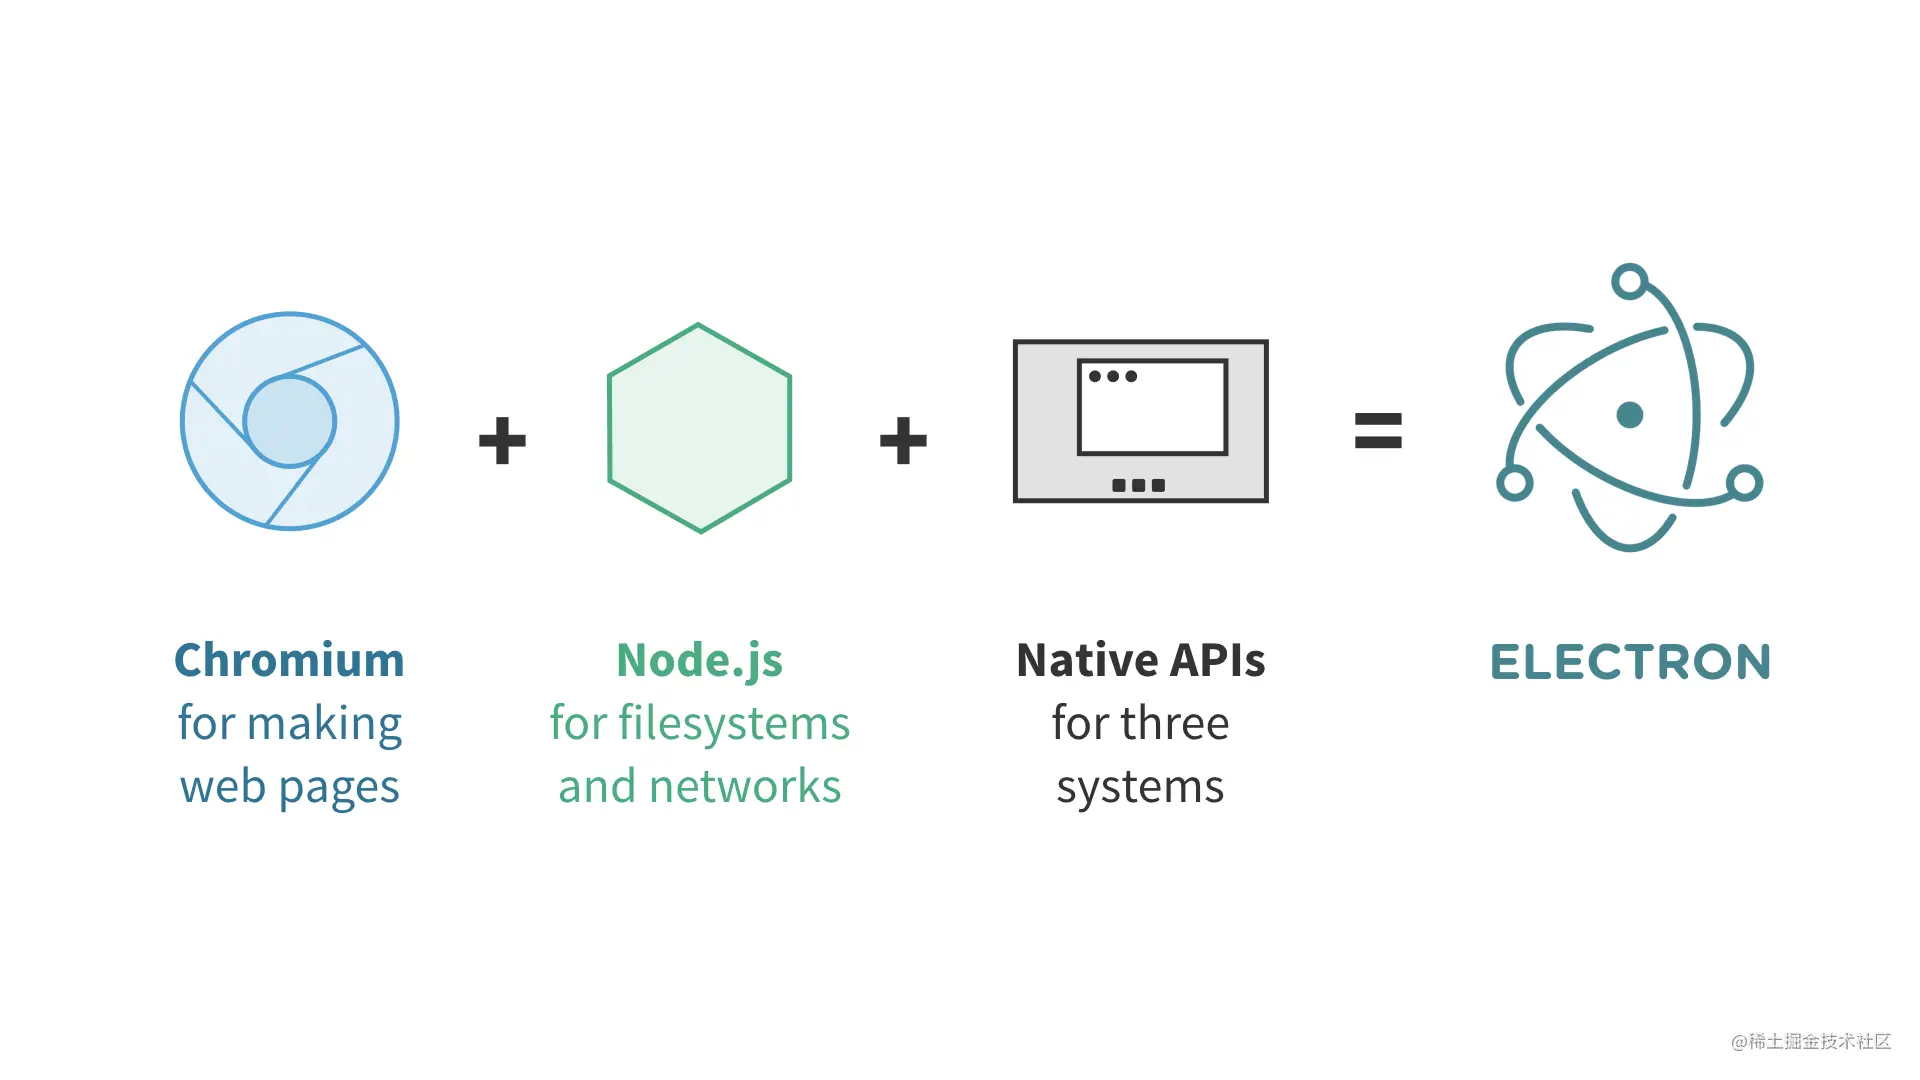 Chromium
for making
web pages
Node.js
for filesystems
and networks
Native APIs
for three
systems
ELECTRON
@稀土掘金技术社区